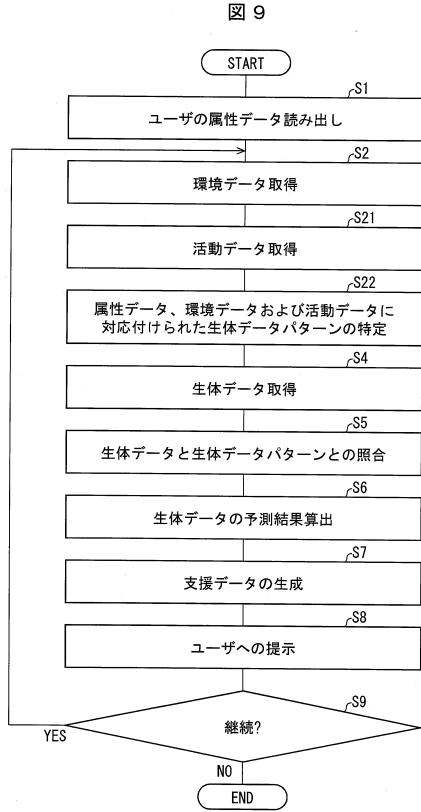 図9
START
S1
ユーザの属性データ読み出し
S2
環境データ取得
S21
活動データ取得
S22
属性データ、環境データおよび活動データに
対応付けられた生体データパターンの特定
S4
生体データ取得
S5
生体データと生体データパターンとの照合
S6
生体データの予測結果算出
S7
支援データの生成
S8
ユーザへの提示
S9
継続?
YES
NO
END